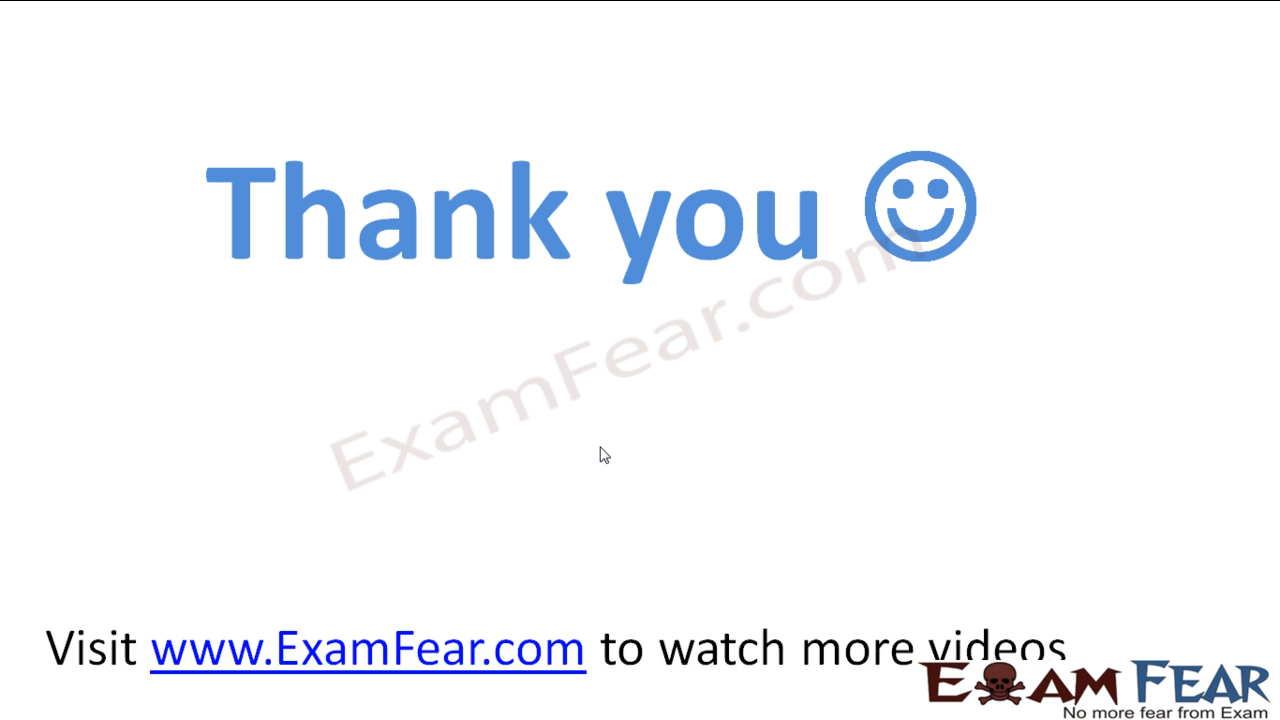 Thank you ☺
ExamFear.com
Visit www.ExamFear.com to watch more videos
EXAM FEAR
No more fear from Exam